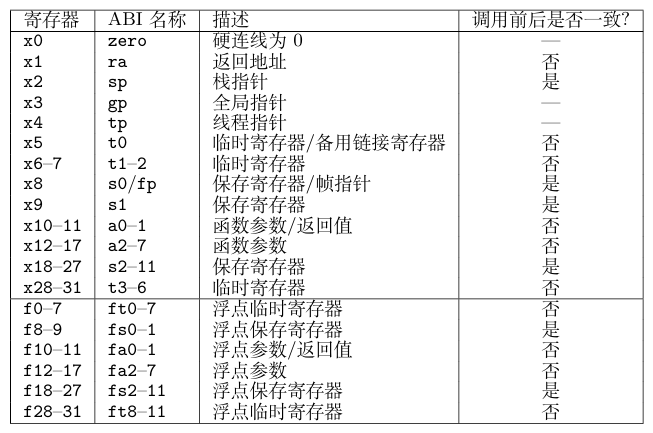 寄存器 ABI 名称 描述 调用前后是否一致?
x0 zero 硬连线为 0 —
x1 ra 返回地址 否
x2 sp 栈指针 是
x3 gp 全局指针 —
x4 tp 线程指针 —
x5 t0 临时寄存器/备用链接寄存器 否
x6–7 t1–2 临时寄存器 否
x8 s0/fp 保存寄存器/帧指针 是
x9 s1 保存寄存器 是
x10–11 a0–1 函数参数/返回值 否
x12–17 a2–7 函数参数 否
x18–27 s2–11 保存寄存器 是
x28–31 t3–6 临时寄存器 否
f0–7 ft0–7 浮点临时寄存器 否
f8–9 fs0–1 浮点保存寄存器 是
f10–11 fa0–1 浮点参数/返回值 否
f12–17 fa2–7 浮点参数 否
f18–27 fs2–11 浮点保存寄存器 是
f28–31 ft8–11 浮点临时寄存器 否